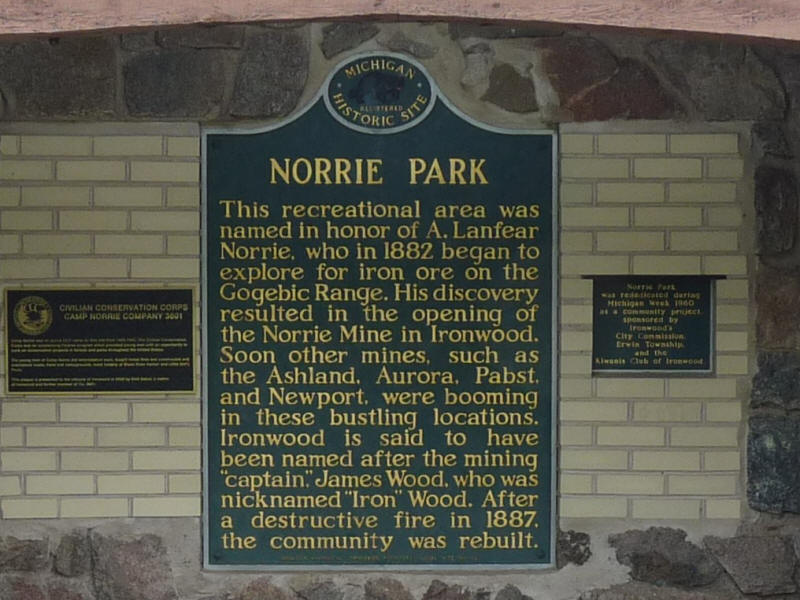 MICHIGAN
REGISTERED
HISTORIC SITE
NORRIE PARK
This recreational area was
named in honor of A. Lanfear
Norrie, who in 1882 began to
explore for iron ore on the
Gogebic Range. His discovery
resulted in the opening of
the Norrie Mine in Ironwood.
Soon other mines, such as
the Ashland, Aurora, Pabst,
and Newport, were booming
in these bustling locations.
Ironwood is said to have
been named after the mining
"captain," James Wood, who was
nicknamed "Iron" Wood. After
a destructive fire in 1887,
the community was rebuilt.
CIVILIAN CONSERVATION CORPS
CAMP NORRIE COMPANY 3601
Norrie Park
was rededicated during
Michigan Week 1960
as a community project
sponsored by
Ironwood's
City Commission,
Erwin Township,
and the
Kiwanis Club of Ironwood.